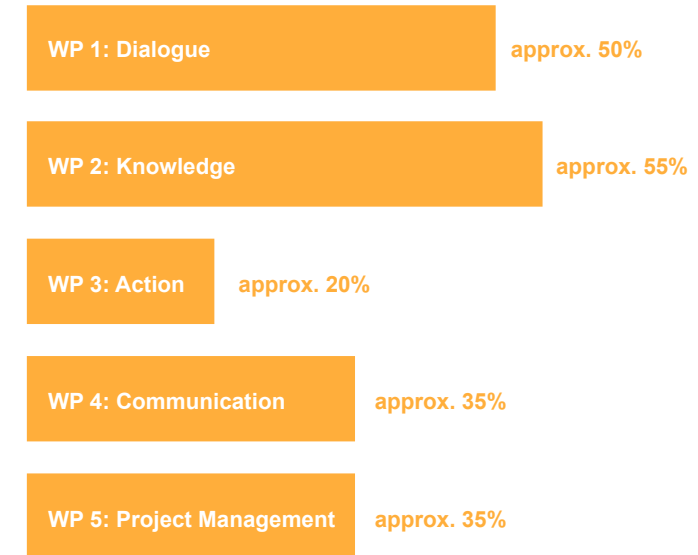 WP 1: Dialogue approx. 50%
WP 2: Knowledge approx. 55%
WP 3: Action approx. 20%
WP 4: Communication approx. 35%
WP 5: Project Management approx. 35%